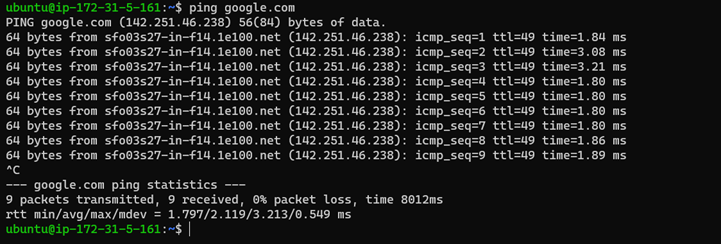 ubuntu@ip-172-31-5-161:~$ ping google.com
PING google.com (142.251.46.238) 56(84) bytes of data.
64 bytes from sfo03s27-in-f14.1e100.net (142.251.46.238): icmp_seq=1 ttl=49 time=1.84 ms
64 bytes from sfo03s27-in-f14.1e100.net (142.251.46.238): icmp_seq=2 ttl=49 time=3.08 ms
64 bytes from sfo03s27-in-f14.1e100.net (142.251.46.238): icmp_seq=3 ttl=49 time=3.21 ms
64 bytes from sfo03s27-in-f14.1e100.net (142.251.46.238): icmp_seq=4 ttl=49 time=1.80 ms
64 bytes from sfo03s27-in-f14.1e100.net (142.251.46.238): icmp_seq=5 ttl=49 time=1.80 ms
64 bytes from sfo03s27-in-f14.1e100.net (142.251.46.238): icmp_seq=6 ttl=49 time=1.80 ms
64 bytes from sfo03s27-in-f14.1e100.net (142.251.46.238): icmp_seq=7 ttl=49 time=1.80 ms
64 bytes from sfo03s27-in-f14.1e100.net (142.251.46.238): icmp_seq=8 ttl=49 time=1.86 ms
64 bytes from sfo03s27-in-f14.1e100.net (142.251.46.238): icmp_seq=9 ttl=49 time=1.89 ms
^C
--- google.com ping statistics ---
9 packets transmitted, 9 received, 0% packet loss, time 8012ms
rtt min/avg/max/mdev = 1.797/2.119/3.213/0.549 ms
ubuntu@ip-172-31-5-161:~$